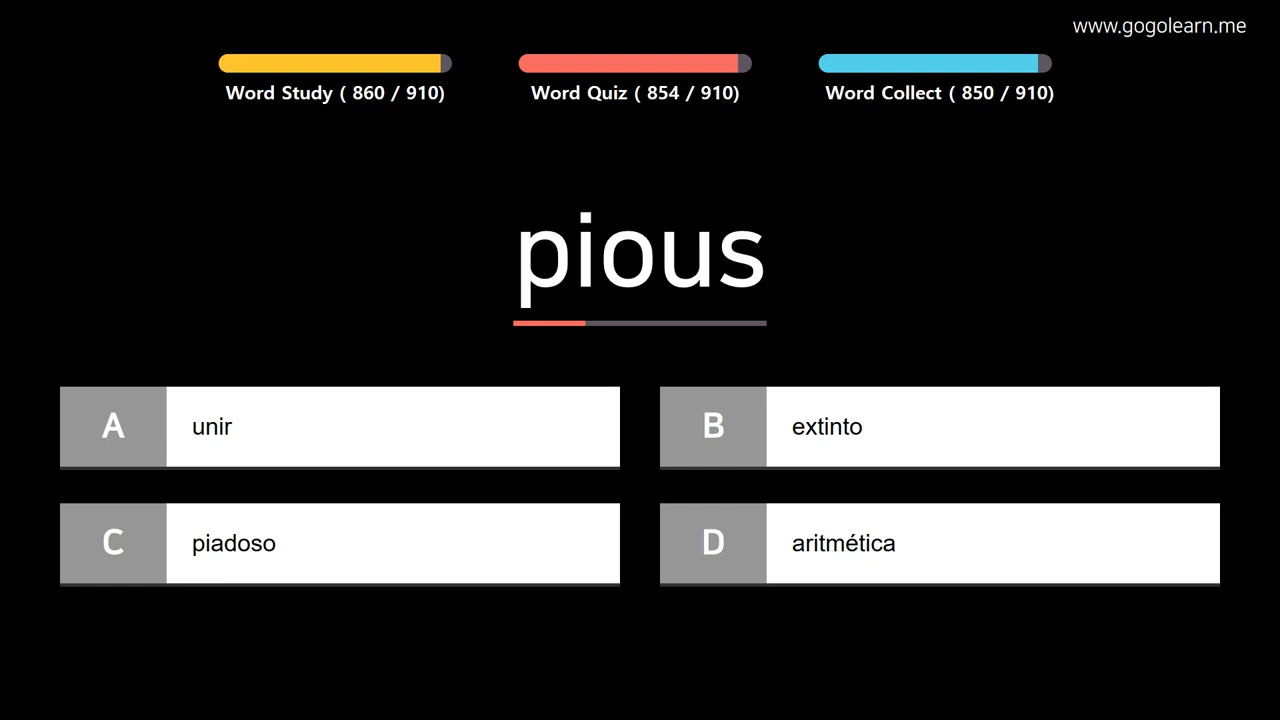 www.gogolearn.me
Word Study ( 860 / 910)
Word Quiz ( 854 / 910)
Word Collect ( 850 / 910)
pious
A
unir
B
extinto
C
piadoso
D
aritmética